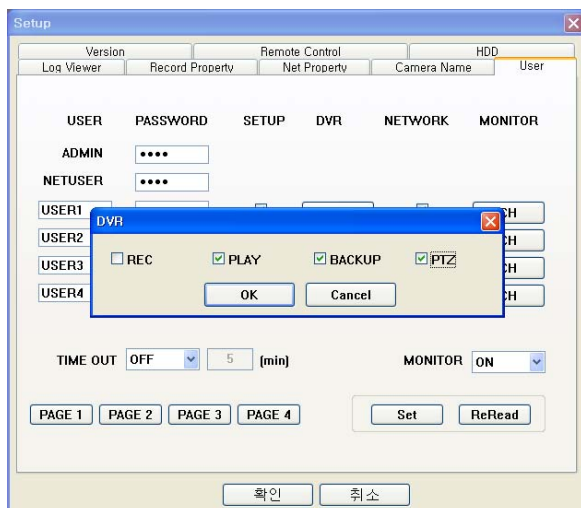 Setup
Version Remote Control HDD
Log Viewer Record Property Net Property Camera Name User
USER PASSWORD SETUP DVR NETWORK MONITOR
ADMIN ••••
NETUSER ••••
USER1
DVR
USER2
REC PLAY BACKUP PTZ
USER3
OK Cancel
USER4
TIME OUT OFF 5 (min) MONITOR ON
PAGE 1 PAGE 2 PAGE 3 PAGE 4 Set ReRead
확인 취소